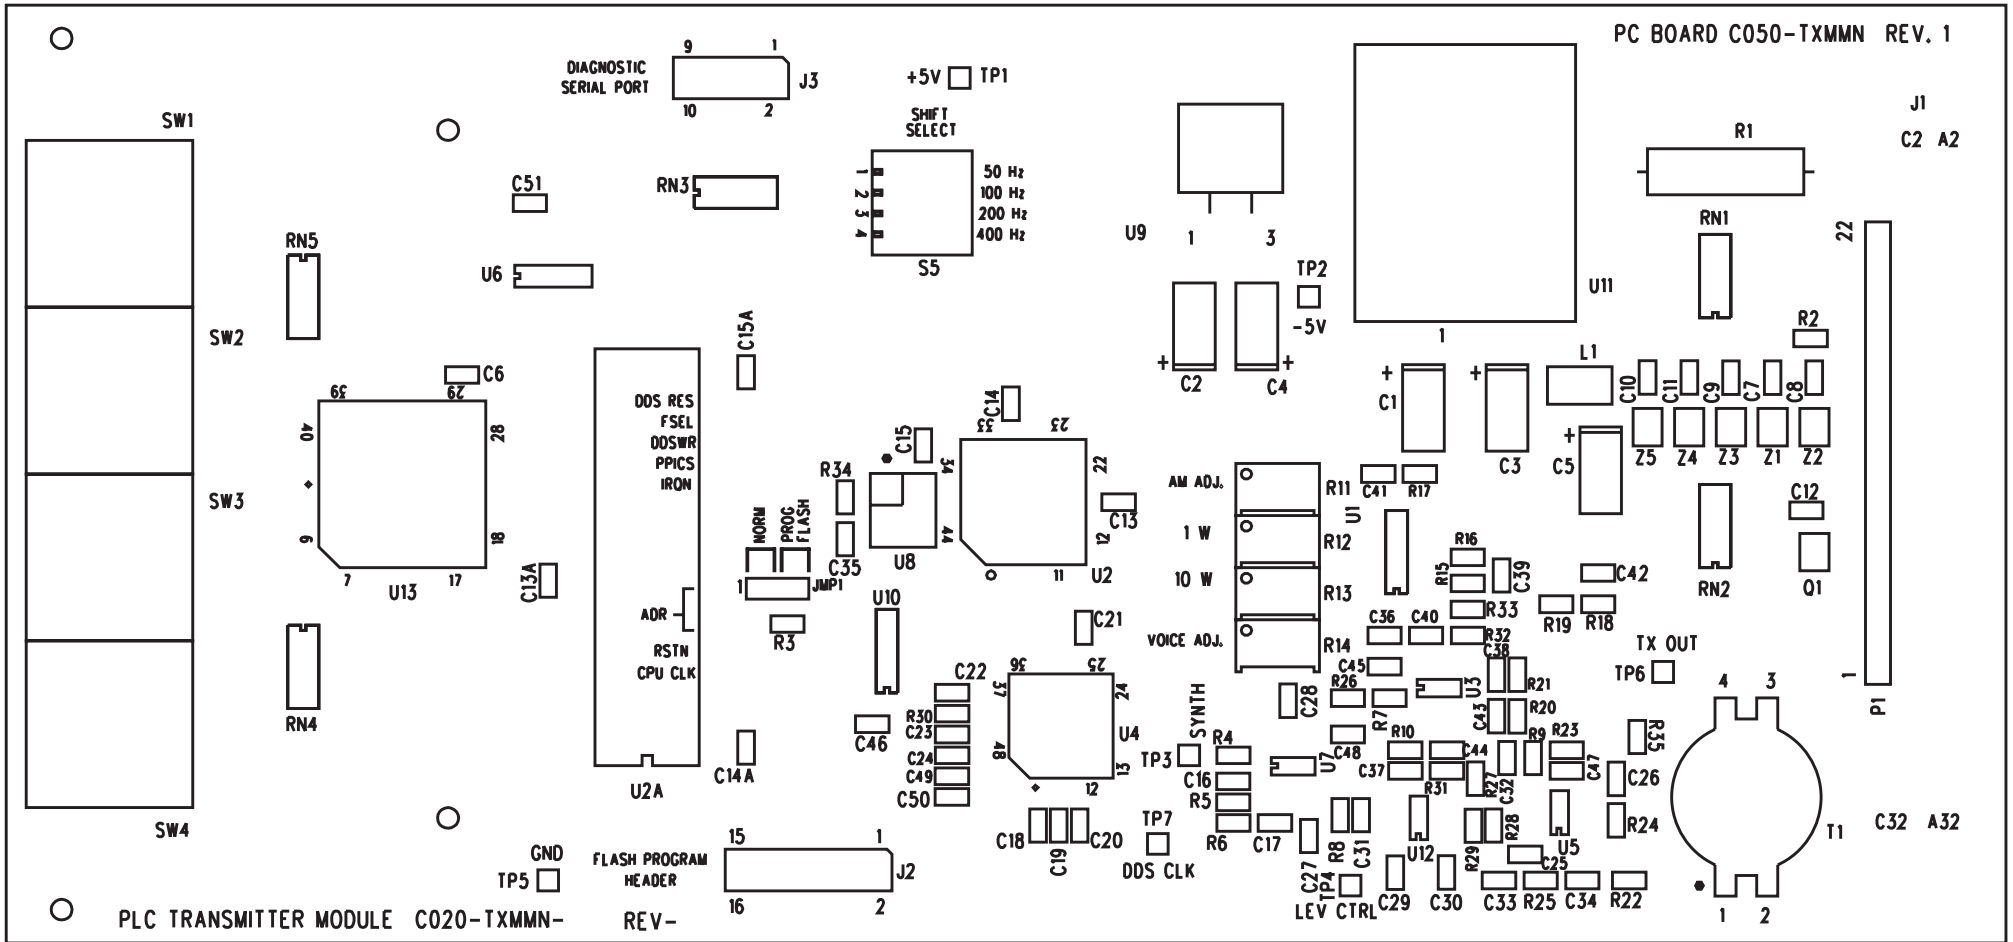 PC BOARD C050-TXMMN REV. 1
9 1
DIAGNOSTIC
SERIAL PORT
J3
10 2
+5V TP1
SHIFT
SELECT
1 50 Hz
2 100 Hz
3 200 Hz
4 400 Hz
S5
J1
C2 A2
R1
SW1
C51
RN3
RN5
U6
U9
1 3
TP2
-5V
U11
1
RN1
22
R2
SW2
C15A
C6
39 29
40 28
6 18
7 17
U13
SW3
C13A
DDS RES
FSEL
DDSWR
PPICS
IRON
ADR
RSTN
CPU CLK
U2A
C14A
NORM
PROG
FLASH
1 JMP1
R3
R34
C35
C15
U8
C14
33 23
34 22
44 12
11
U2
C13
+ C2
+ C4
+ C1
+ C3
L1
+ C5
C10 C11 C9 C7 C8
Z5 Z4 Z3 Z1 Z2
C12
Q1
RN2
AM ADJ. R11
1 W R12
10 W R13
VOICE ADJ. R14
C41 R17
U1
R16
R15
C39
R33
C36 C40
R32
C38
C42
R19 R18
TX OUT
TP6
1
P1
U10
C21
C22
R30
C23
C24
C49
C50
C46
36 25
37 24
48 13
12
U4
C18 C19 C20
SYNTH
TP3
TP7
DDS CLK
R4
C16
R5
R6
C17
C28
C45
R26
R7
U3
C48
U7
R10
C37
C44
R31
C43
R21
R20
R9
R23
C47
R27
C32
R35
C26
R24
R8
C31
C27
TP4
LEV CTRL
U12
R29
R28
U5
C25
C29 C30 C33 R25 C34 R22
4 3
T1
1 2
C32 A32
RN4
SW4
GND
TP5
15 1
FLASH PROGRAM
HEADER
J2
16 2
PLC TRANSMITTER MODULE C020-TXMMN- REV-